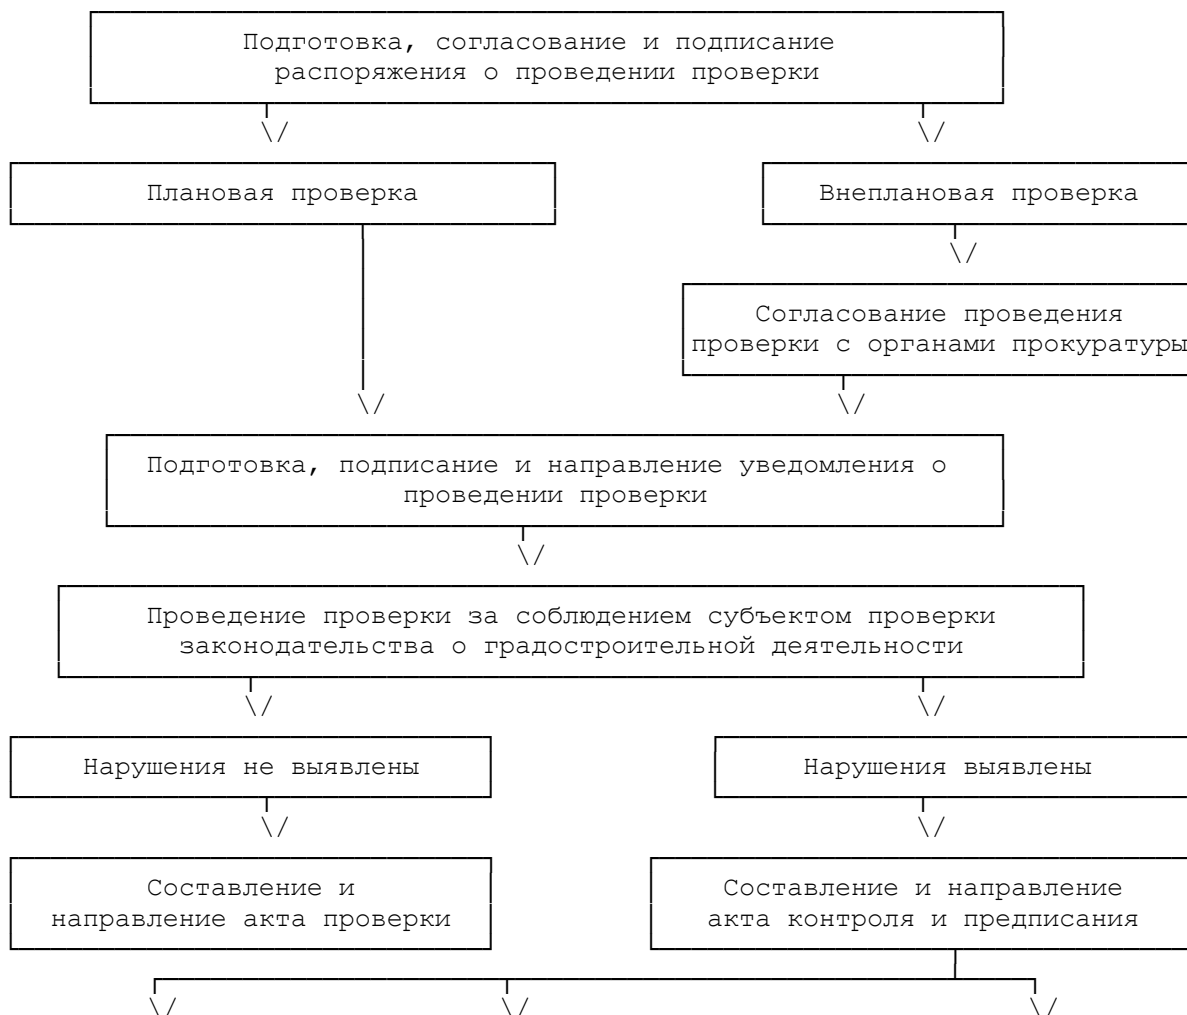 Подготовка, согласование и подписание
распоряжения о проведении проверки
Плановая проверка
Внеплановая проверка
Согласование проведения
проверки с органами прокуратуры
Подготовка, подписание и направление уведомления о
проведении проверки
Проведение проверки за соблюдением субъектом проверки
законодательства о градостроительной деятельности
Нарушения не выявлены
Нарушения выявлены
Составление и
направление акта проверки
Составление и направление
акта контроля и предписания